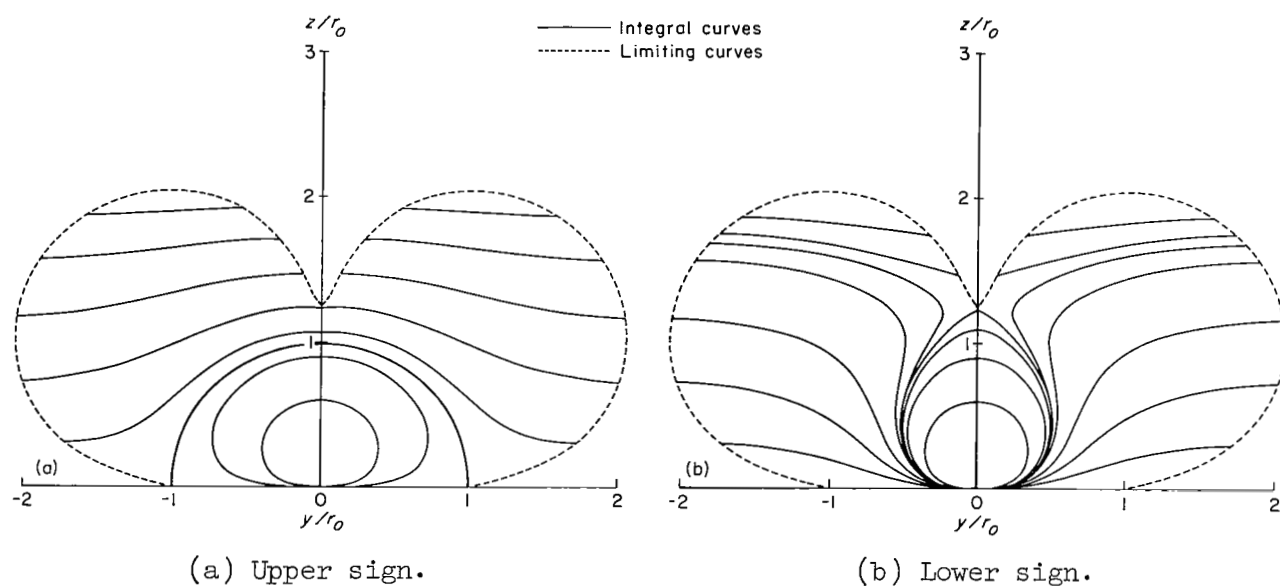 z/r₀
z/r₀
Integral curves
Limiting curves
3
3
2
2
1
1
(a)
(b)
-2
-1
0
1
2
-2
-1
0
1
2
y/r₀
y/r₀
(a) Upper sign.
(b) Lower sign.